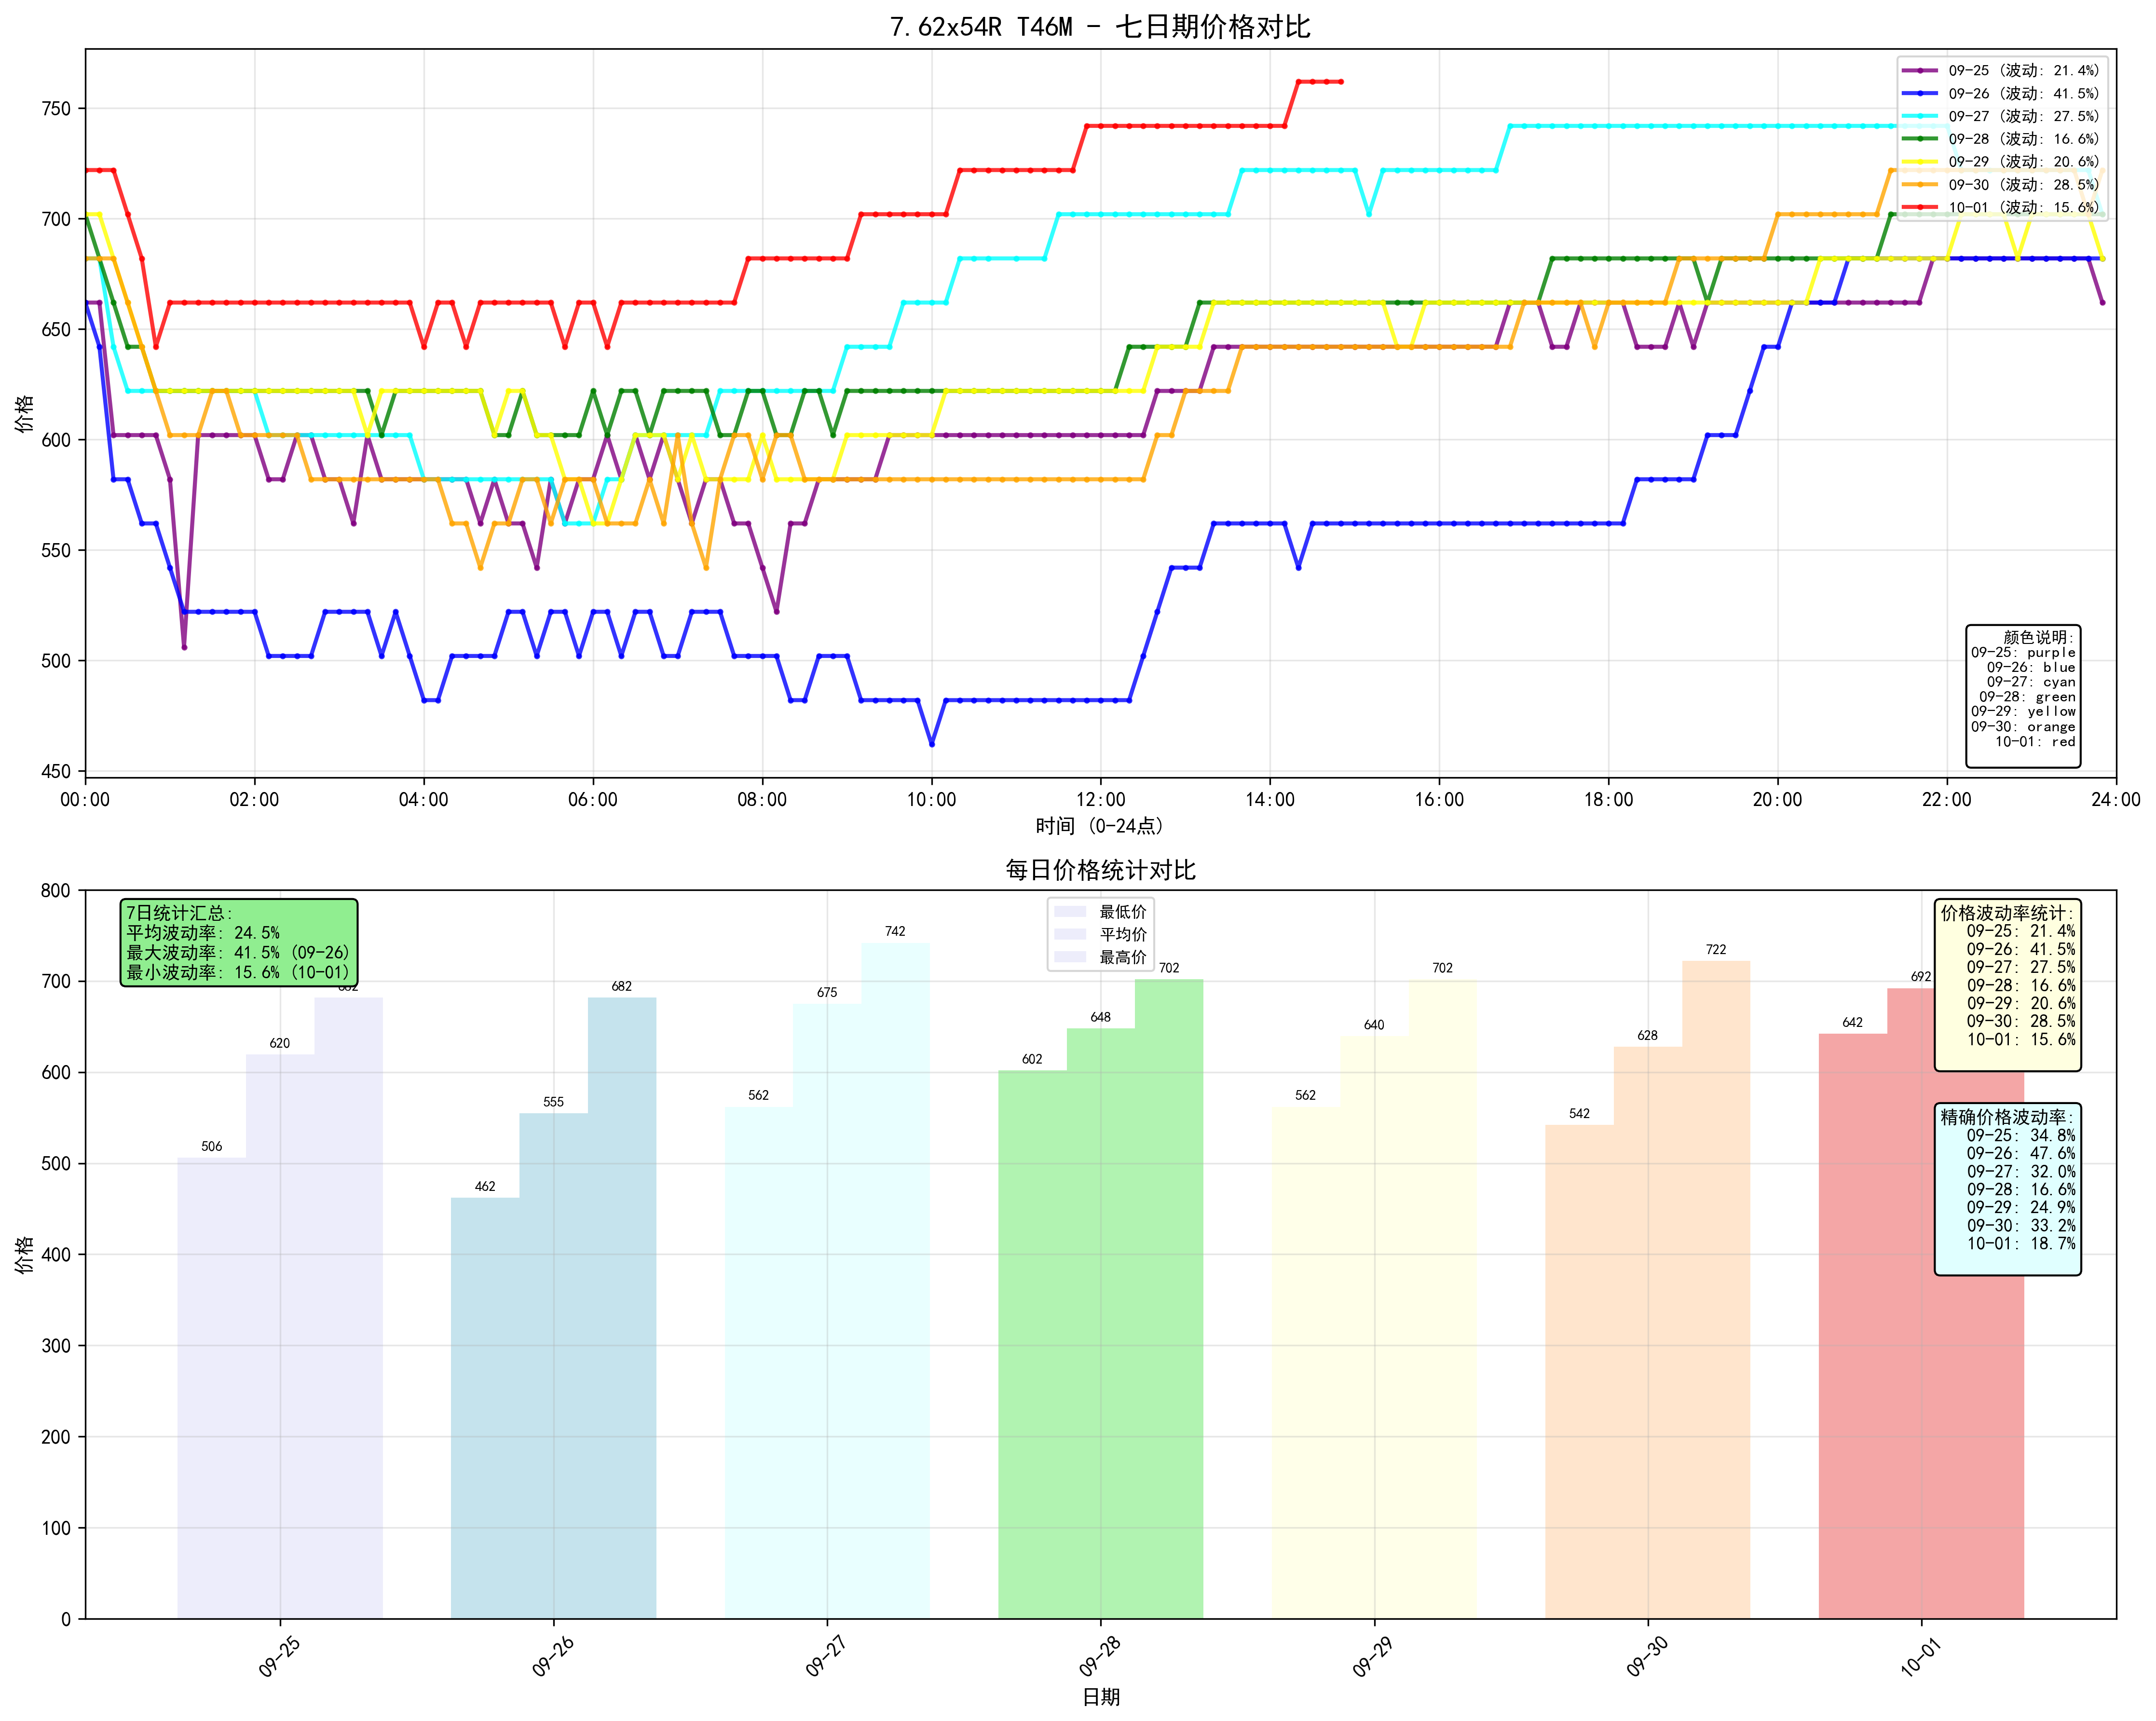 7.62x54R T46M - 七日期价格对比
09-25 (波动: 21.4%)
09-26 (波动: 41.5%)
09-27 (波动: 27.5%)
09-28 (波动: 16.6%)
09-29 (波动: 20.6%)
09-30 (波动: 28.5%)
10-01 (波动: 15.6%)
价格
750
700
650
600
550
500
450
颜色说明:
09-25: purple
09-26: blue
09-27: cyan
09-28: green
09-29: yellow
09-30: orange
10-01: red
00:00 02:00 04:00 06:00 08:00 10:00 12:00 14:00 16:00 18:00 20:00 22:00 24:00
时间 (0-24点)
每日价格统计对比
价格
800
700
600
500
400
300
200
100
0
7日统计汇总:
平均波动率: 24.5%
最大波动率: 41.5% (09-26)
最小波动率: 15.6% (10-01)
最低价
平均价
最高价
506 620
462 555 682
562 675 742
602 648 702
562 640 702
542 628 722
642 692
价格波动率统计:
09-25: 21.4%
09-26: 41.5%
09-27: 27.5%
09-28: 16.6%
09-29: 20.6%
09-30: 28.5%
10-01: 15.6%
精确价格波动率:
09-25: 34.8%
09-26: 47.6%
09-27: 32.0%
09-28: 16.6%
09-29: 24.9%
09-30: 33.2%
10-01: 18.7%
09-25 09-26 09-27 09-28 09-29 09-30 10-01
日期